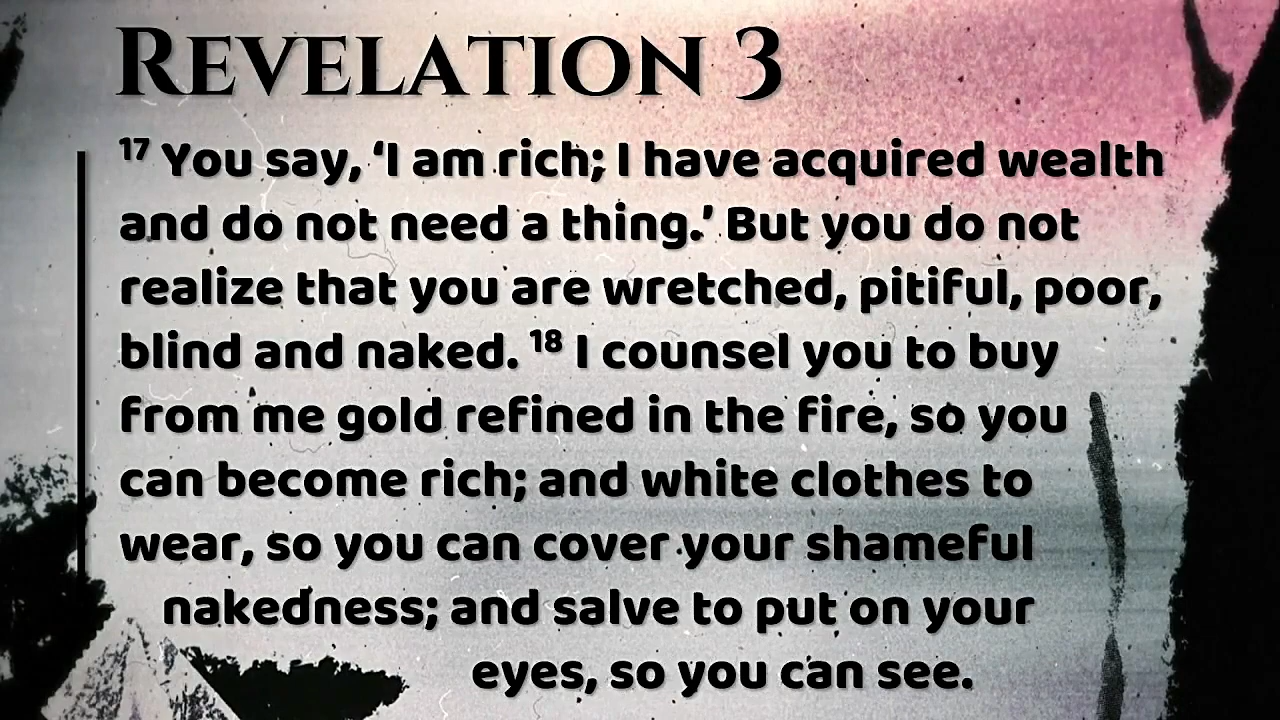 Revelation 3
¹⁷ You say, ‘I am rich; I have acquired wealth
and do not need a thing.’ But you do not
realize that you are wretched, pitiful, poor,
blind and naked. ¹⁸ I counsel you to buy
from me gold refined in the fire, so you
can become rich; and white clothes to
wear, so you can cover your shameful
nakedness; and salve to put on your
eyes, so you can see.